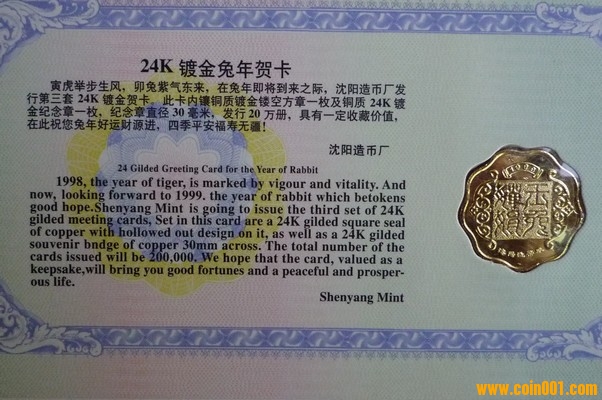 24K 镀金兔年贺卡
寅虎举步生风，卯兔紫气东来，在兔年即将到来之际，沈阳造币厂发
行第三套 24K 镀金贺卡。此卡内镶铜质镀金镂空方章一枚及铜质 24K 镀
金纪念章一枚，纪念章直径 30 毫米，发行 20 万册，具有一定收藏价值，
在此祝您兔年好运财源进，四季平安福寿无疆！
沈阳造币厂
24 Gilded Greeting Card for the Year of Rabbit
1998, the year of tiger, is marked by vigour and vitality. And
now, looking forward to 1999. the year of rabbit which betokens
good hope.Shenyang Mint is going to issue the third set of 24K
gilded meeting cards. Set in this card are a 24K gilded square seal
of copper with hollowed out design on it, as well as a 24K gilded
souvenir bndge of copper 30mm across. The total number of the
cards issued will be 200,000. We hope that the card, valued as a
keepsake,will bring you good fortunes and a peaceful and prosper-
ous life.
Shenyang Mint
www.coin001.com